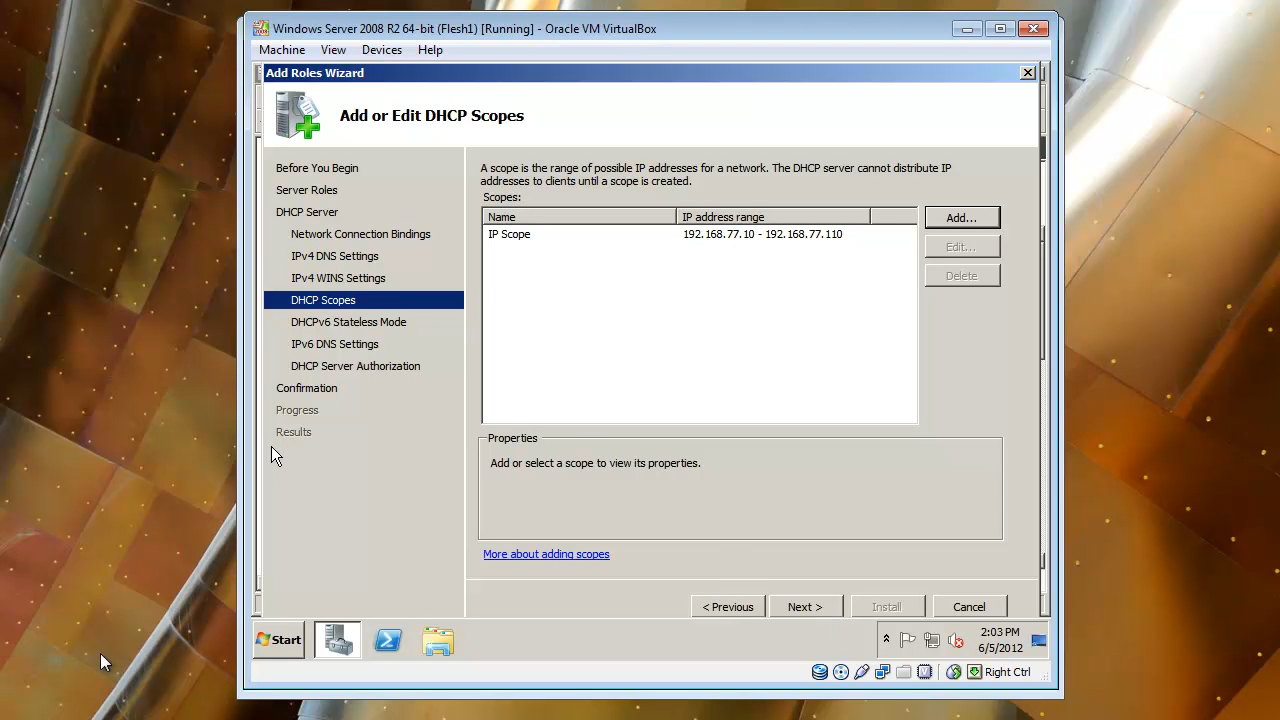 Windows Server 2008 R2 64-bit (Flesh1) [Running] - Oracle VM VirtualBox
Machine View Devices Help
Add Roles Wizard
Add or Edit DHCP Scopes
Before You Begin
Server Roles
DHCP Server
Network Connection Bindings
IPv4 DNS Settings
IPv4 WINS Settings
DHCP Scopes
DHCPv6 Stateless Mode
IPv6 DNS Settings
DHCP Server Authorization
Confirmation
Progress
Results
A scope is the range of possible IP addresses for a network. The DHCP server cannot distribute IP
addresses to clients until a scope is created.
Scopes:
Name IP address range
IP Scope 192.168.77.10 - 192.168.77.110
Add...
Edit...
Delete
Properties
Add or select a scope to view its properties.
More about adding scopes
< Previous Next > Install Cancel
Start
2:03 PM
6/5/2012
Right Ctrl